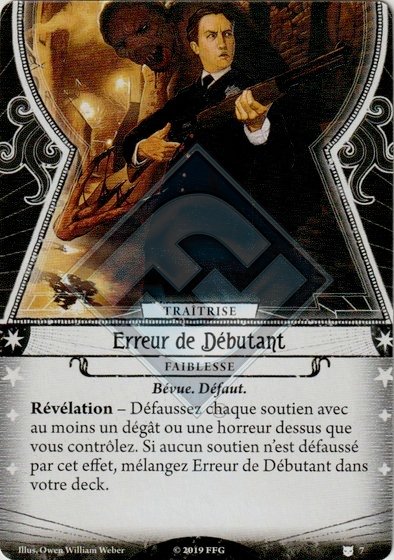 TRAÎTRISE
Erreur de Débutant
FAIBLESSE
Bévue. Défaut.
Révélation – Défaussez chaque soutien avec
au moins un dégât ou une horreur dessus que
vous contrôlez. Si aucun soutien n'est défaussé
par cet effet, mélangez Erreur de Débutant dans
votre deck.
Illus. Owen William Weber
© 2019 FFG
7